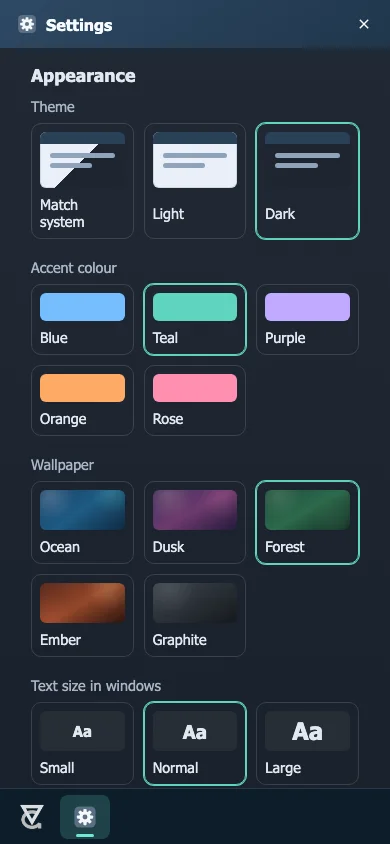 Settings
×
Appearance
Theme
Match
system
Light
Dark
Accent colour
Blue
Teal
Purple
Orange
Rose
Wallpaper
Ocean
Dusk
Forest
Ember
Graphite
Text size in windows
Aa
Aa
Aa
Small
Normal
Large